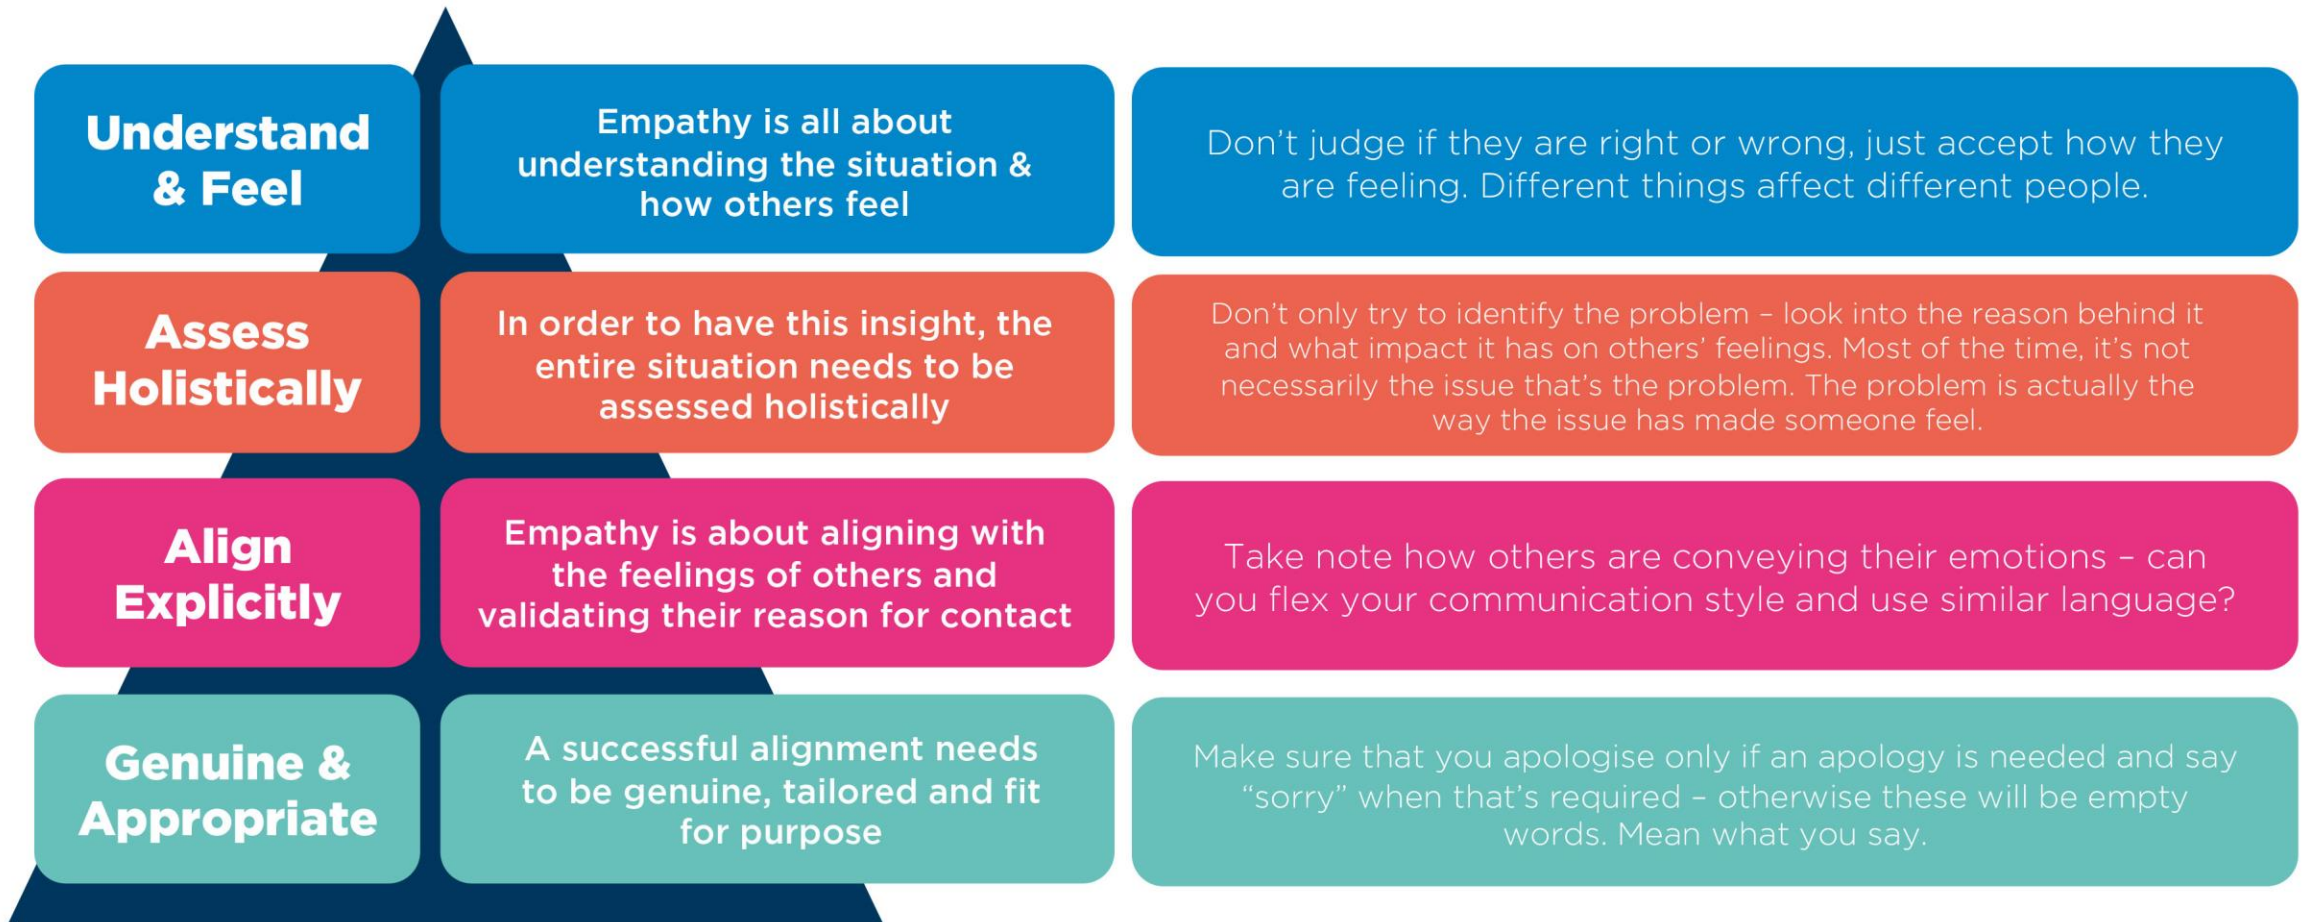 Understand
& Feel
Empathy is all about
understanding the situation &
how others feel
Don't judge if they are right or wrong, just accept how they
are feeling. Different things affect different people.
Assess
Holistically
In order to have this insight, the
entire situation needs to be
assessed holistically
Don't only try to identify the problem – look into the reason behind it
and what impact it has on others' feelings. Most of the time, it's not
necessarily the issue that's the problem. The problem is actually the
way the issue has made someone feel.
Align
Explicitly
Empathy is about aligning with
the feelings of others and
validating their reason for contact
Take note how others are conveying their emotions – can
you flex your communication style and use similar language?
Genuine &
Appropriate
A successful alignment needs
to be genuine, tailored and fit
for purpose
Make sure that you apologise only if an apology is needed and say
“sorry” when that's required – otherwise these will be empty
words. Mean what you say.